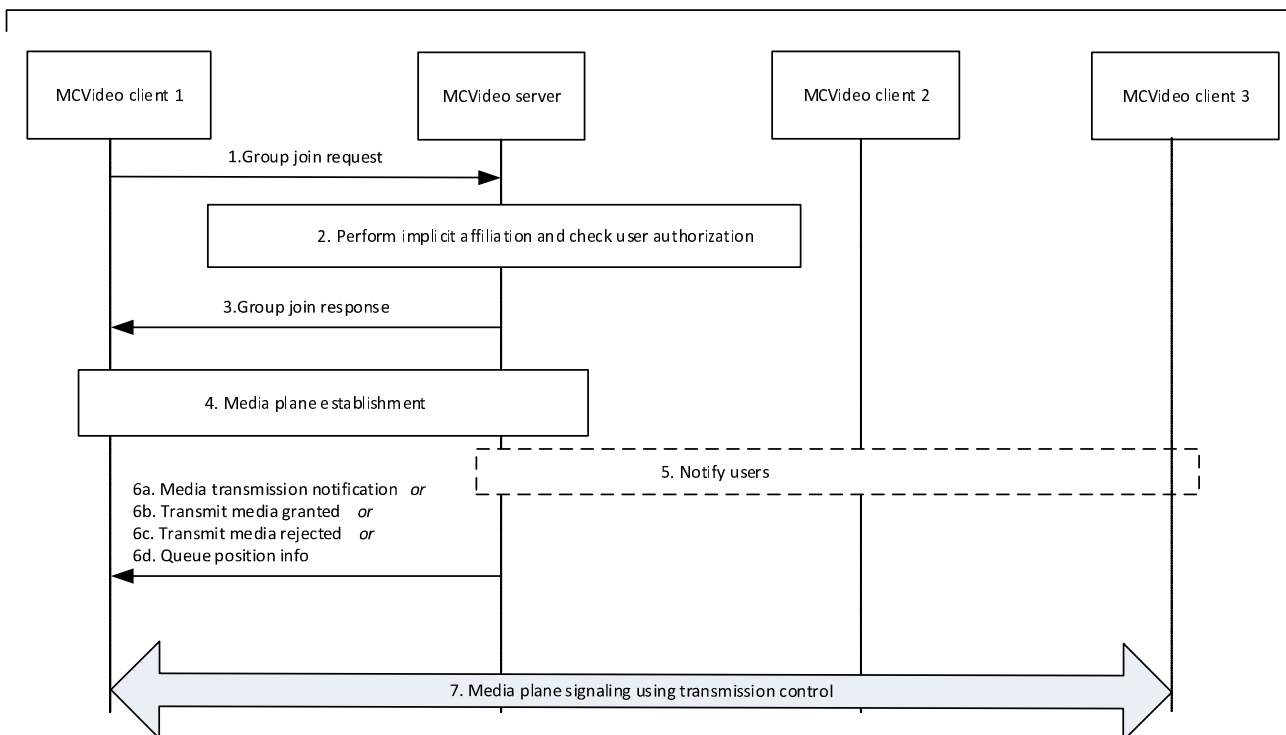 MCVideo client 1
MCVideo server
MCVideo client 2
MCVideo client 3
1.Group join request
2. Perform implicit affiliation and check user authorization
3.Group join response
4. Media plane establishment
5. Notify users
6a. Media transmission notification or
6b. Transmit media granted or
6c. Transmit media rejected or
6d. Queue position info
7. Media plane signaling using transmission control